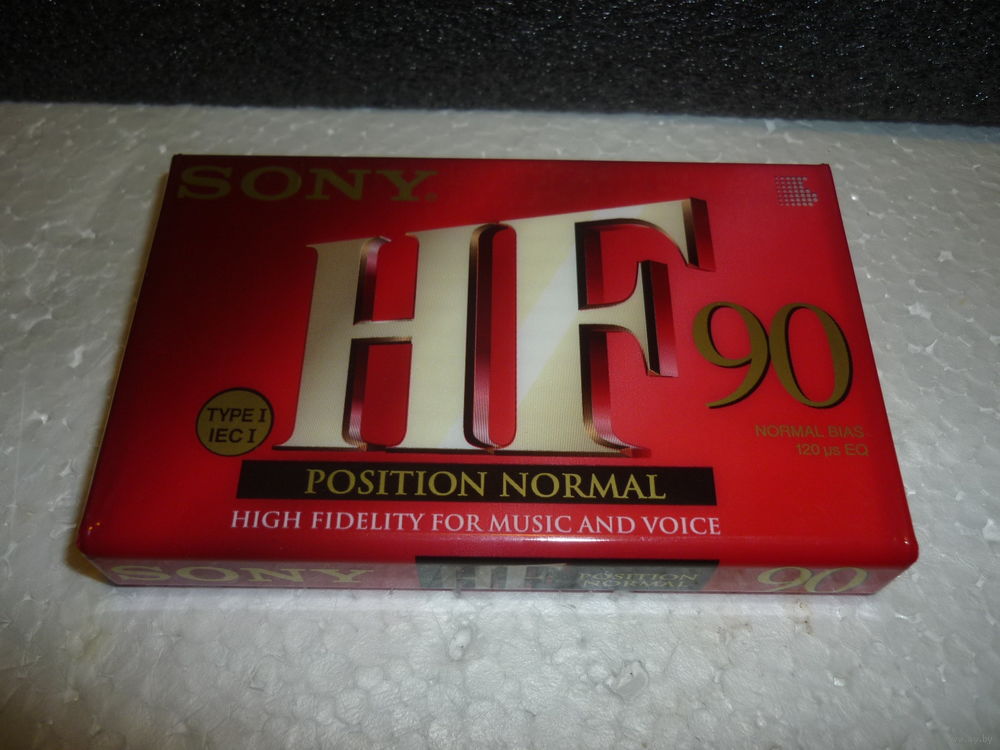 SONY.
HF 90
TYPE I
IEC I
NORMAL BIAS
120 µs EQ
POSITION NORMAL
HIGH FIDELITY FOR MUSIC AND VOICE
SONY HF POSITION NORMAL 90